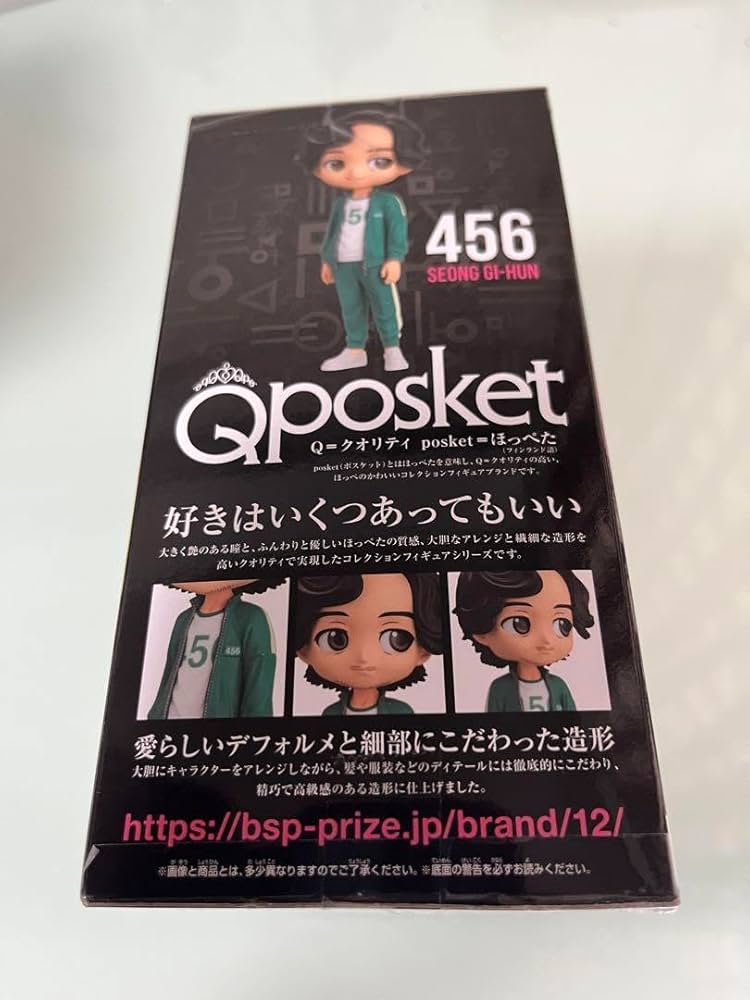 456
SEONG GI-HUN
Qposket
Q=クオリティ posket=ほっぺた
(フィンランド語)
posket(ポスケット)とはほっぺたを意味し、Q=クオリティの高い、
ほっぺのかわいいコレクションフィギュアブランドです。
好きはいくつあってもいい
大きく艶のある瞳と、ふんわりと優しいほっぺたの質感、大胆なアレンジと繊細な造形を
高いクオリティで実現したコレクションフィギュアシリーズです。
456
愛らしいデフォルメと細部にこだわった造形
大胆にキャラクターをアレンジしながら、髪や服装などのディテールには徹底的にこだわり、
精巧で高級感のある造形に仕上げました。
https://bsp-prize.jp/brand/12/
※画像と商品とは、多少異なりますのでご了承ください。※底面の警告を必ずお読みください。